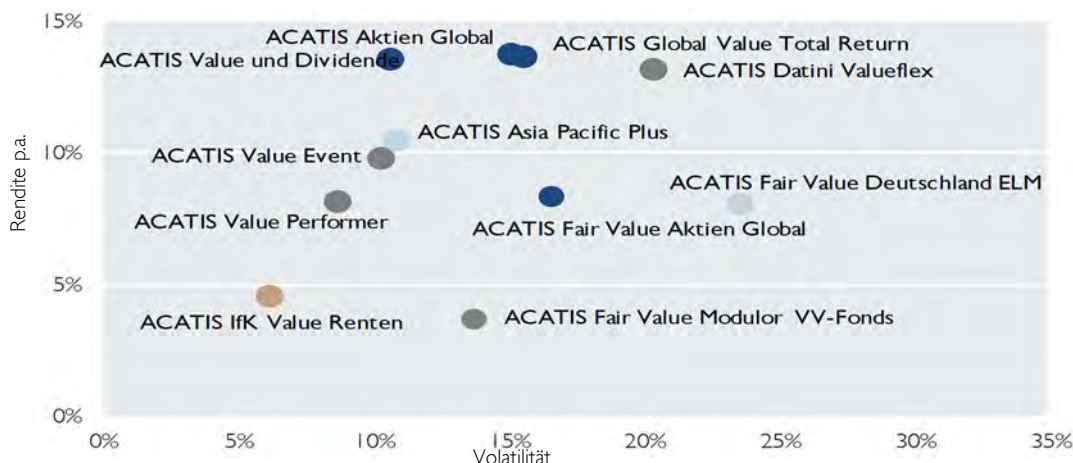 15%
ACATIS Aktien Global
ACATIS Global Value Total Return
ACATIS Value und Dividende
ACATIS Datini Valueflex
ACATIS Asia Pacific Plus
10%
ACATIS Value Event
ACATIS Fair Value Deutschland ELM
Rendite p.a.
ACATIS Value Performer
ACATIS Fair Value Aktien Global
5%
ACATIS IfK Value Renten
ACATIS Fair Value Modulor VV-Fonds
0%
0% 5% 10% 15% 20% 25% 30% 35%
Volatilität